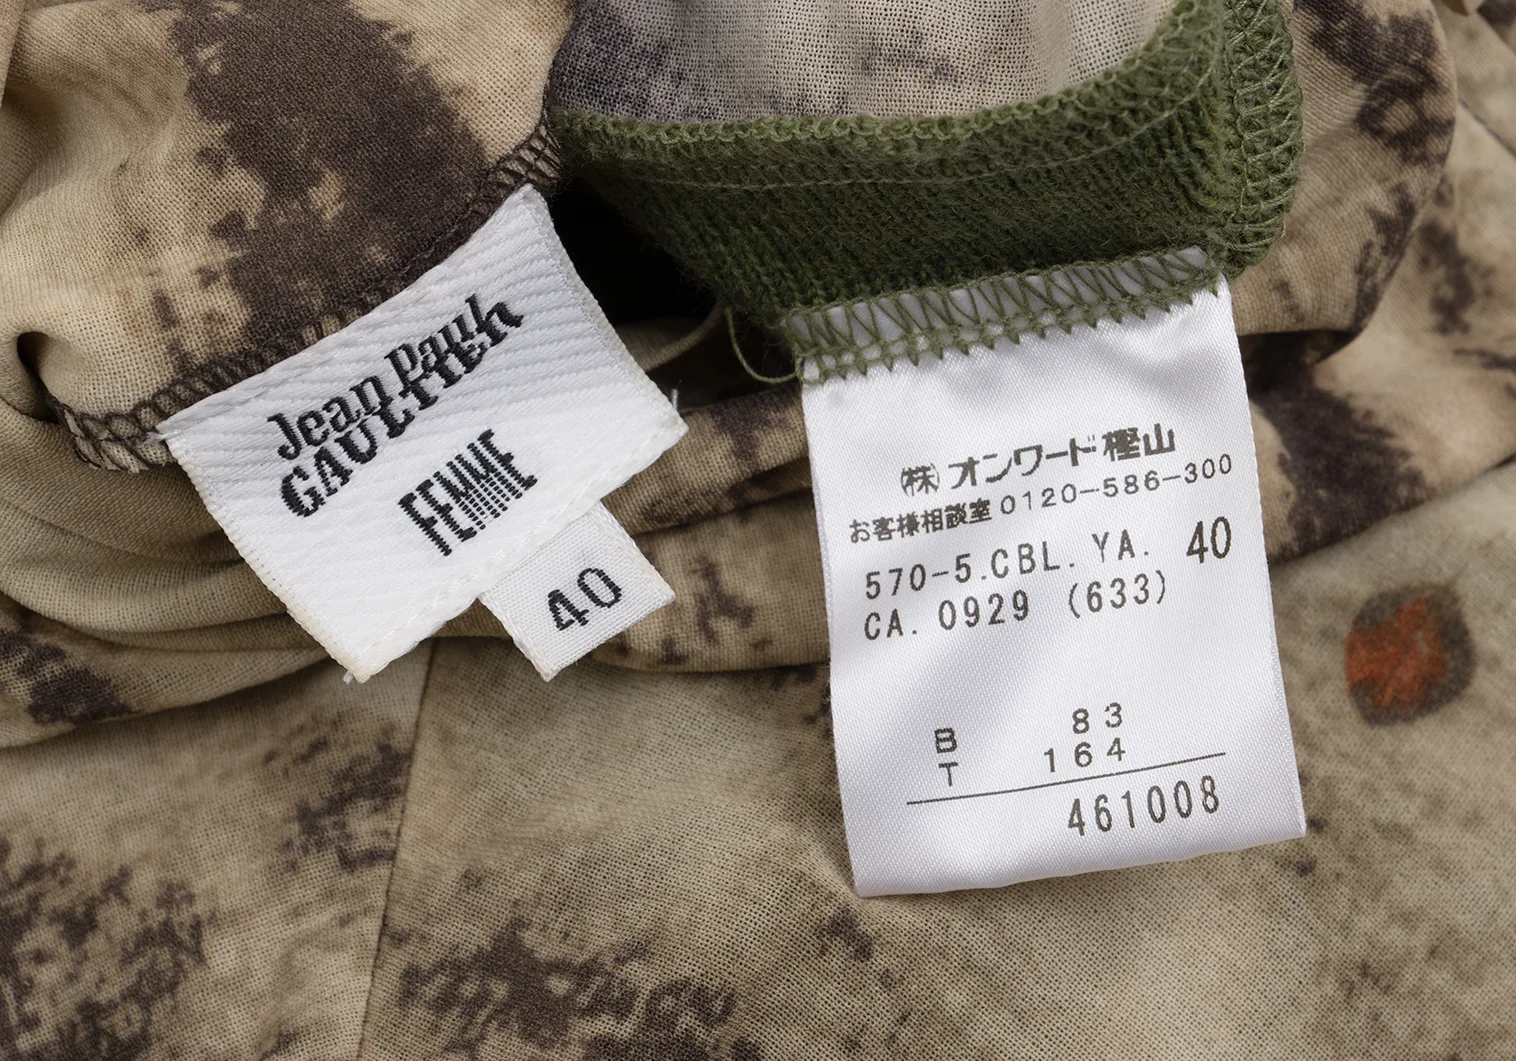 Jean Paul
GAULTIER
FEMME
40
㈱オンワード樫山
お客様相談室 0120-586-300
570-5.CBL.YA. 40
CA.0929 (633)
B 83
T 164
461008